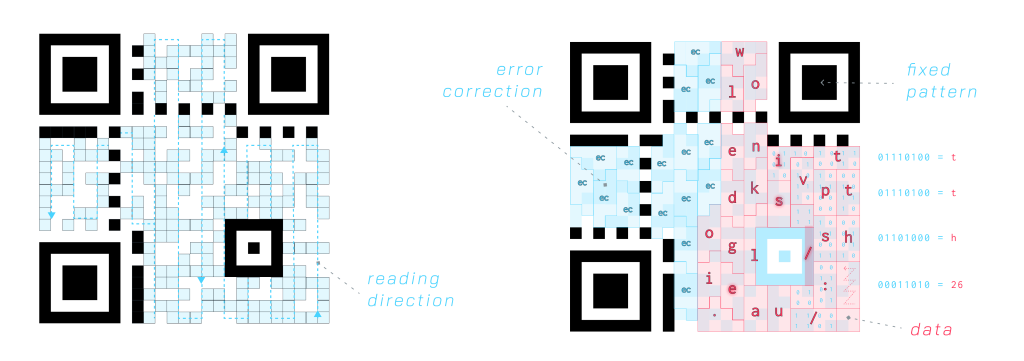 error
correction
reading
direction
fixed
pattern
data
01110100 = t
01110100 = t
01101000 = h
00011010 = 26
ec
w
ec
ec
l
o
ec
ec
e
n
i
t
ec
ec
ec
v
ec
ec
ec
d
k
s
p
t
ec
ec
ec
o
s
h
ec
g
l
/
i
e
:
.
a
u
/